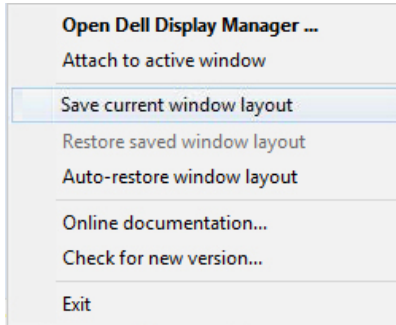 Open Dell Display Manager ...
Attach to active window
Save current window layout
Restore saved window layout
Auto-restore window layout
Online documentation...
Check for new version...
Exit